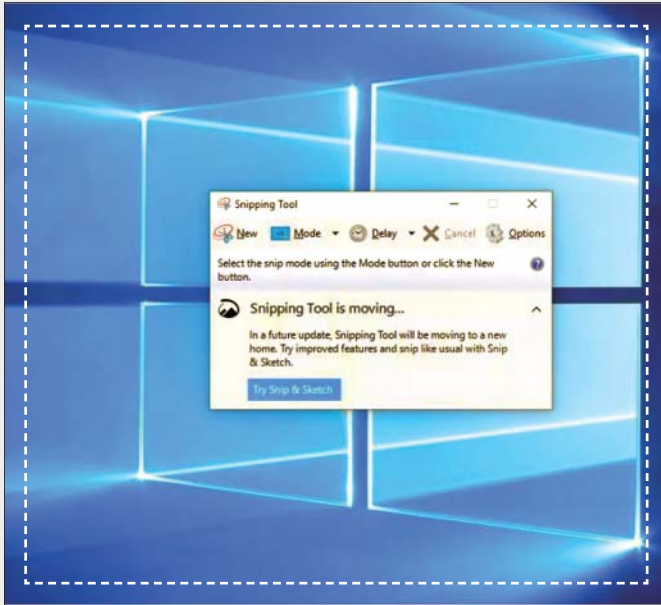 Snipping Tool
New Mode Delay Cancel Options
Select the snip mode using the Mode button or click the New
button.
Snipping Tool is moving...
In a future update, Snipping Tool will be moving to a new
home. Try improved features and snip like usual with Snip
& Sketch.
Try Snip & Sketch